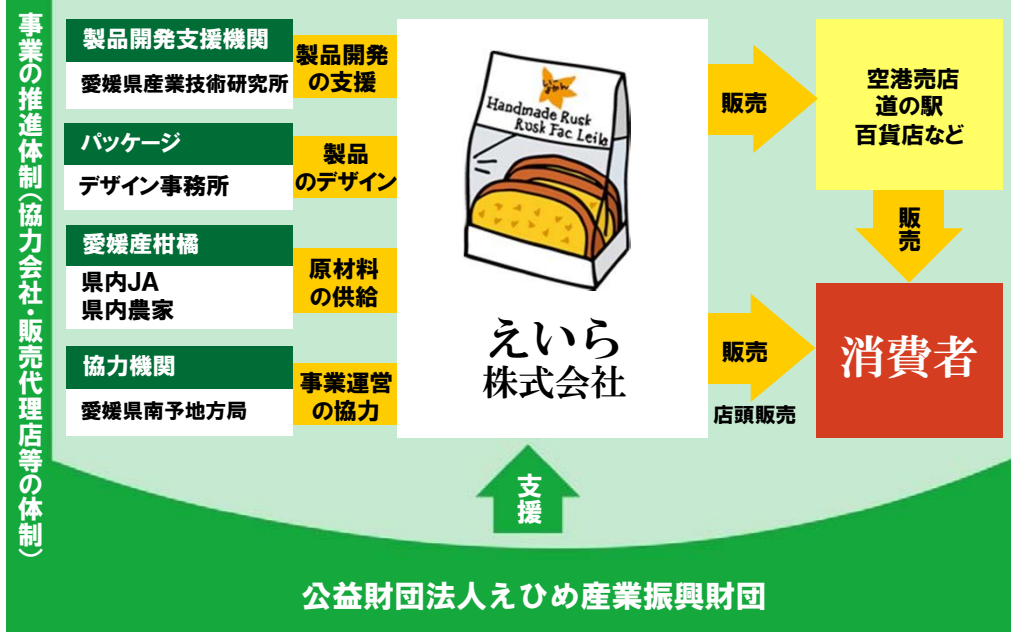 事業の推進体制（協力会社・販売代理店等の体制）
製品開発支援機関
愛媛県産業技術研究所
製品開発
の支援
パッケージ
デザイン事務所
製品
のデザイン
愛媛産柑橘
県内JA
県内農家
原材料
の供給
協力機関
愛媛県南予地方局
事業運営
の協力
Handmade Rusk
Rusk Fac Leila
えいら
株式会社
販売
空港売店
道の駅
百貨店など
販売
販売
店頭販売
消費者
支援
公益財団法人えひめ産業振興財団